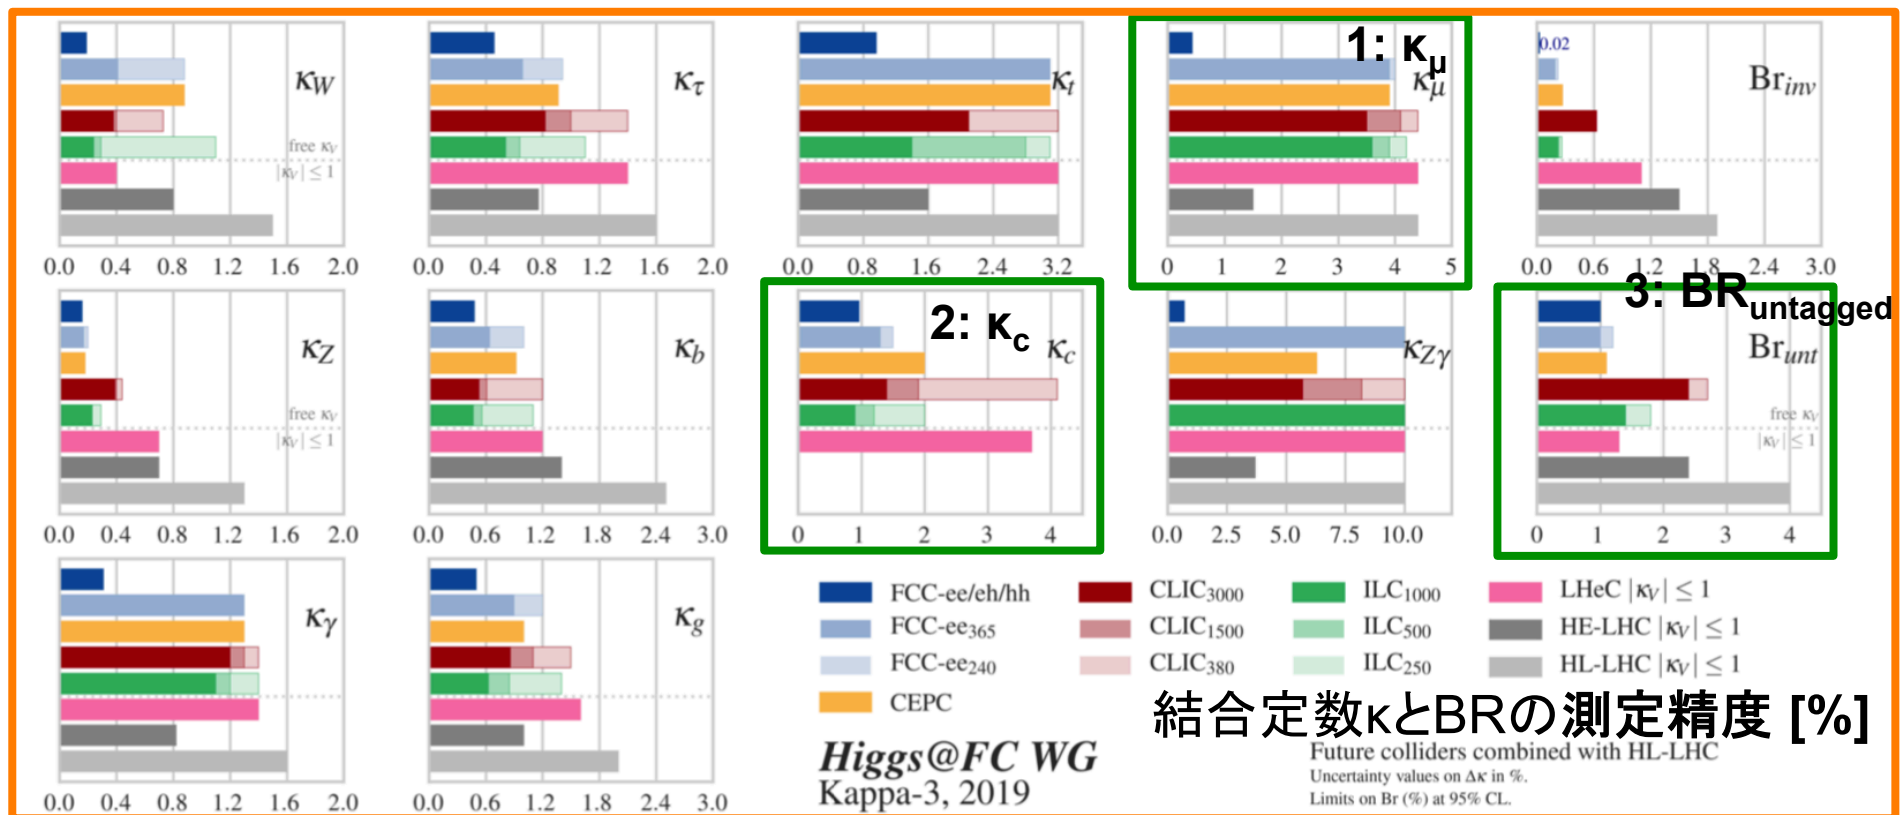 1: κμ
κW
κτ
κt
κμ
0.02
Brinv
free κV
|κV| ≤ 1
0.0 0.4 0.8 1.2 1.6 2.0
0.0 0.4 0.8 1.2 1.6 2.0
0.0 0.8 1.6 2.4 3.2
0 1 2 3 4 5
0.0 0.6 1.2 1.8 2.4 3.0
2: κc
3: BRuntagged
κZ
κb
κc
κZγ
Brunt
free κV
|κV| ≤ 1
free κV
|κV| ≤ 1
0.0 0.4 0.8 1.2 1.6 2.0
0.0 0.6 1.2 1.8 2.4 3.0
0 1 2 3 4
0.0 2.5 5.0 7.5 10.0
0 1 2 3 4
κγ
κg
0.0 0.4 0.8 1.2 1.6 2.0
0.0 0.6 1.2 1.8 2.4 3.0
FCC-ee/eh/hh
FCC-ee365
FCC-ee240
CEPC
CLIC3000
CLIC1500
CLIC380
ILC1000
ILC500
ILC250
LHeC |κV| ≤ 1
HE-LHC |κV| ≤ 1
HL-LHC |κV| ≤ 1
結合定数κとBRの測定精度 [%]
Higgs@FC WG
Kappa-3, 2019
Future colliders combined with HL-LHC
Uncertainty values on Δκ in %.
Limits on Br (%) at 95% CL.